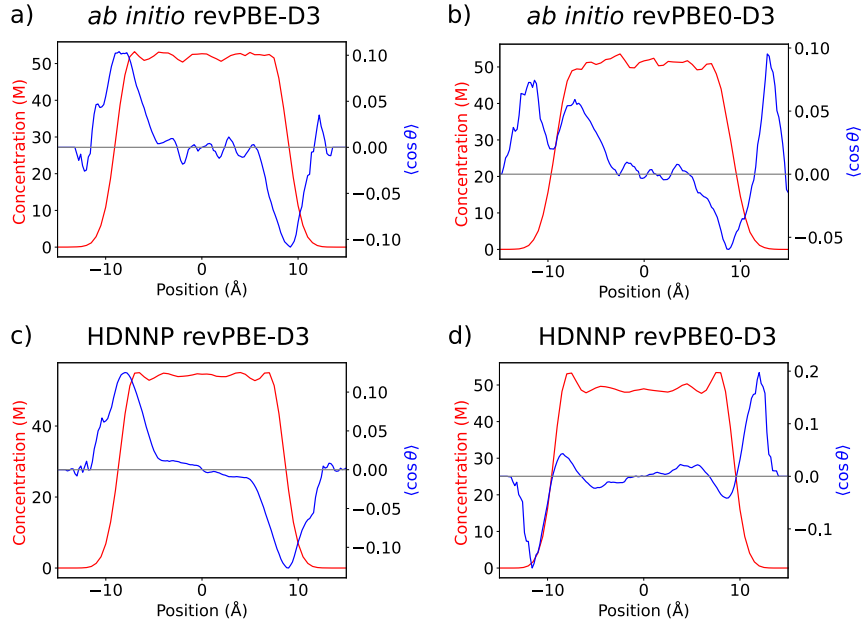 a) ab initio revPBE-D3
Concentration (M)
50
40
30
20
10
0
0.10
0.05
0.00
−0.05
−0.10
⟨cos θ⟩
−10 0 10
Position (Å)
b) ab initio revPBE0-D3
Concentration (M)
50
40
30
20
10
0
0.10
0.05
0.00
−0.05
⟨cos θ⟩
−10 0 10
Position (Å)
c) HDNNP revPBE-D3
Concentration (M)
40
20
0
0.10
0.05
0.00
−0.05
−0.10
⟨cos θ⟩
−10 0 10
Position (Å)
d) HDNNP revPBE0-D3
Concentration (M)
50
40
30
20
10
0
0.2
0.1
0.0
−0.1
⟨cos θ⟩
−10 0 10
Position (Å)